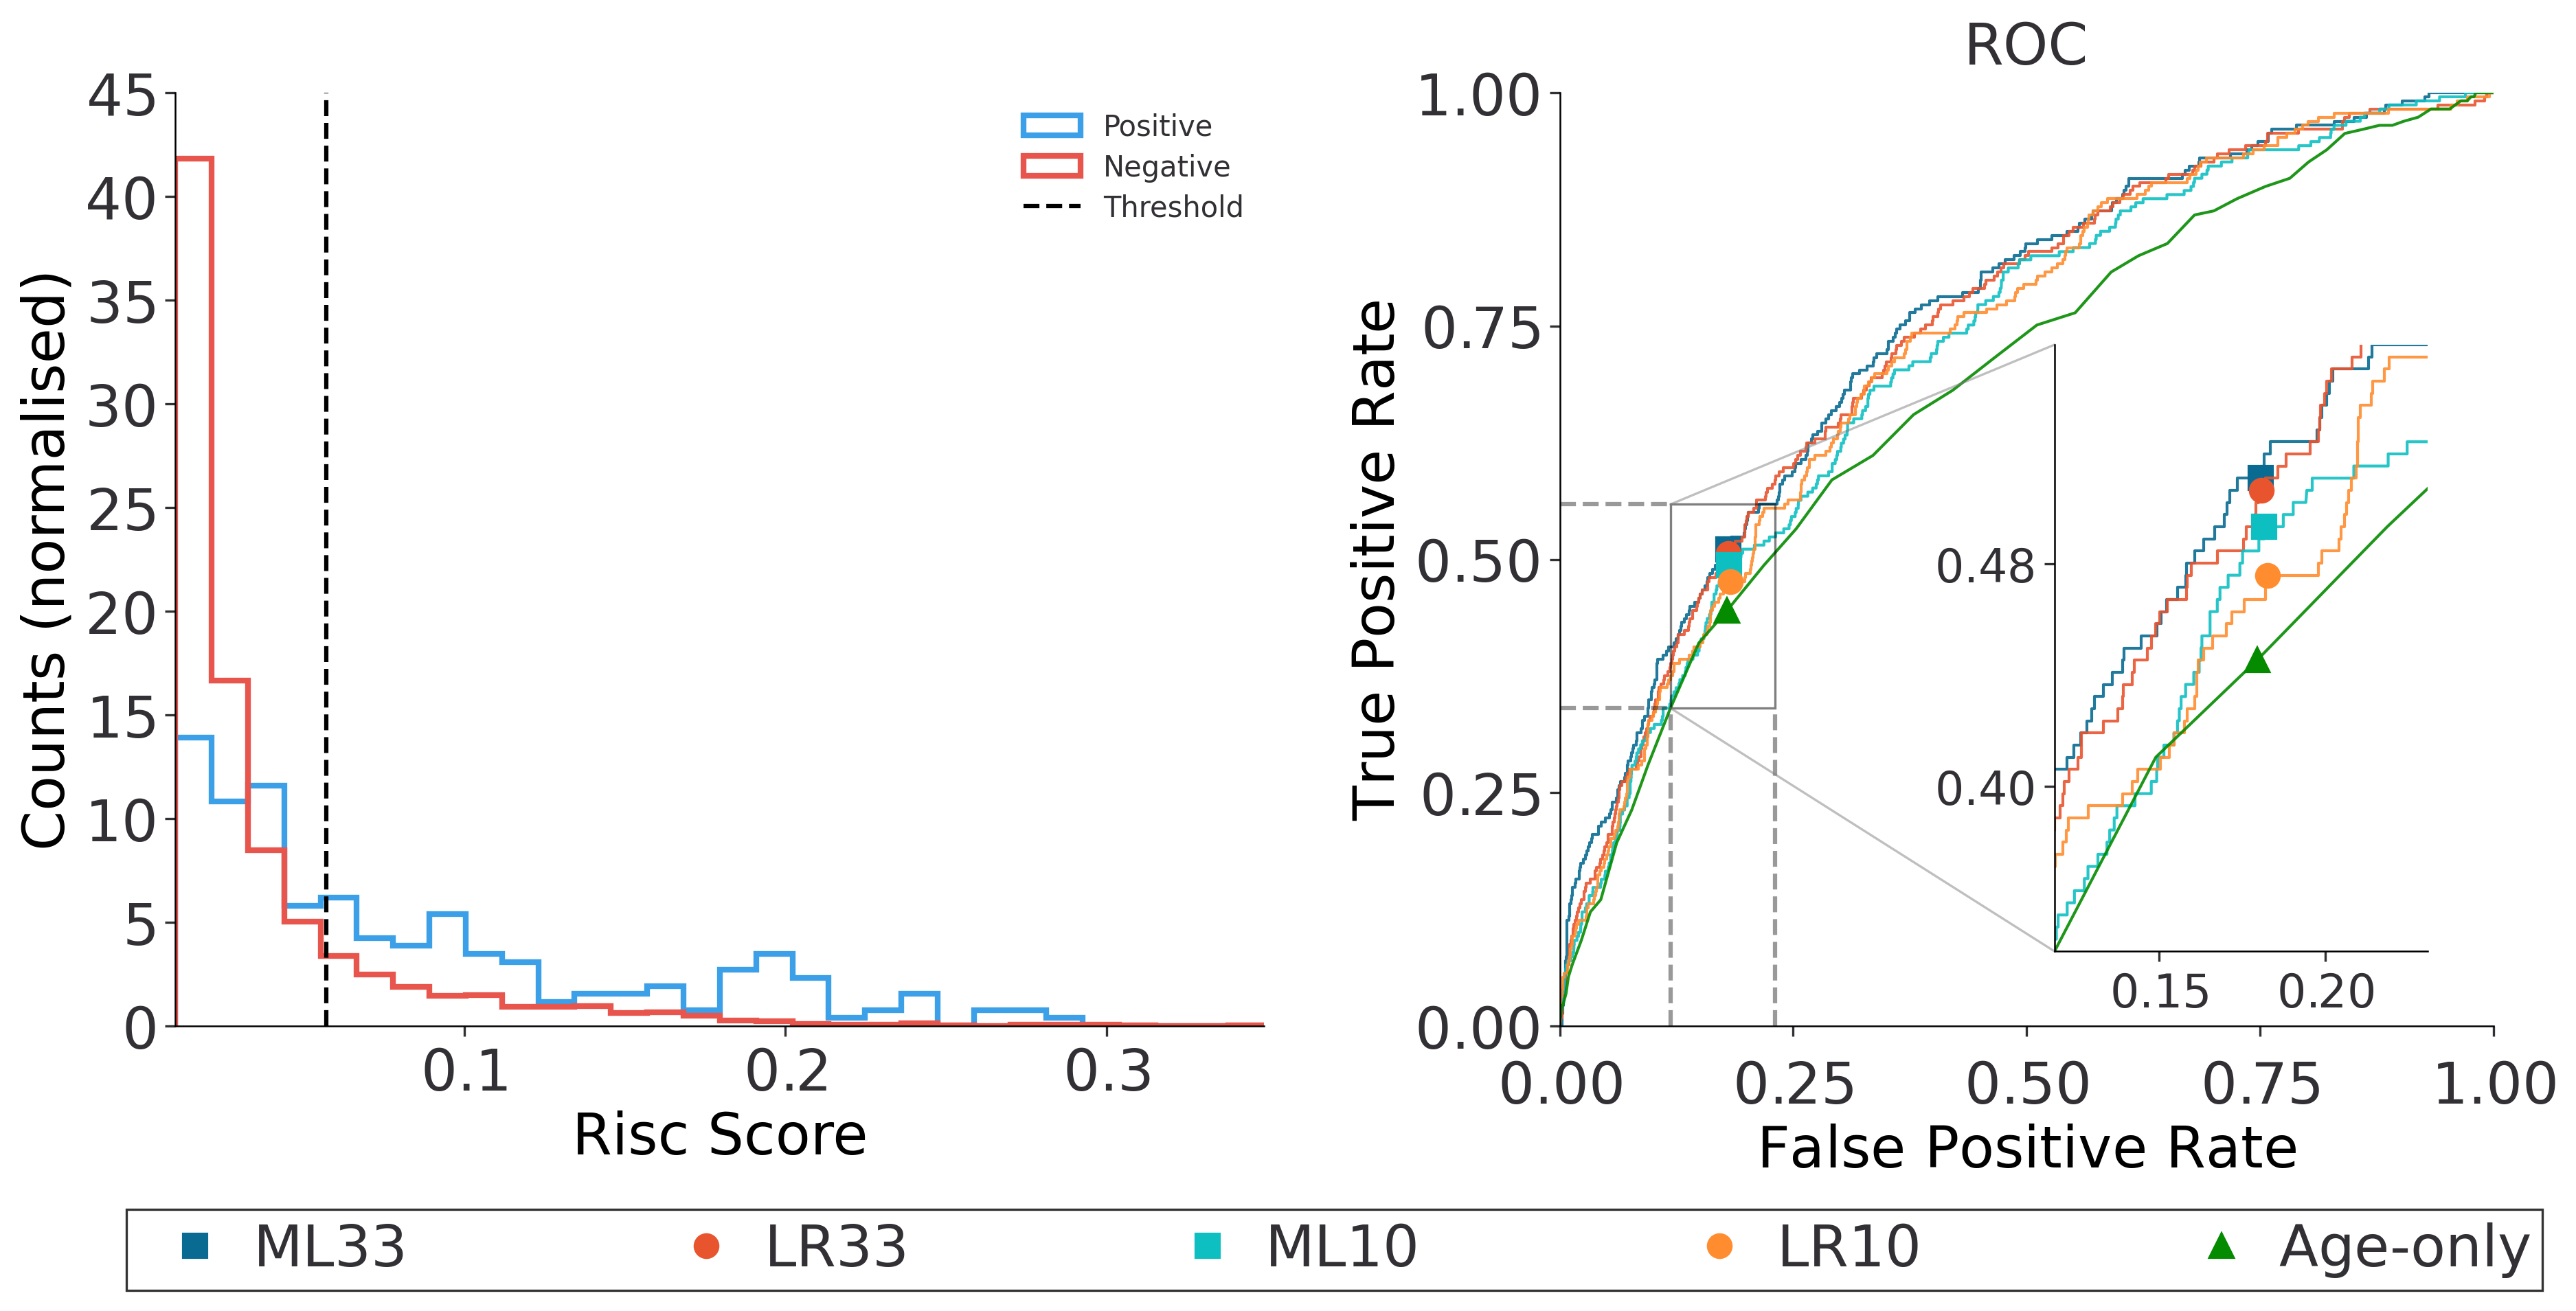 45
40
35
30
25
20
15
10
5
0
Counts (normalised)
0.1
0.2
0.3
Risc Score
Positive
Negative
Threshold
ROC
1.00
0.75
0.50
0.25
0.00
True Positive Rate
0.00
0.25
0.50
0.75
1.00
False Positive Rate
0.48
0.40
0.15
0.20
ML33
LR33
ML10
LR10
Age-only